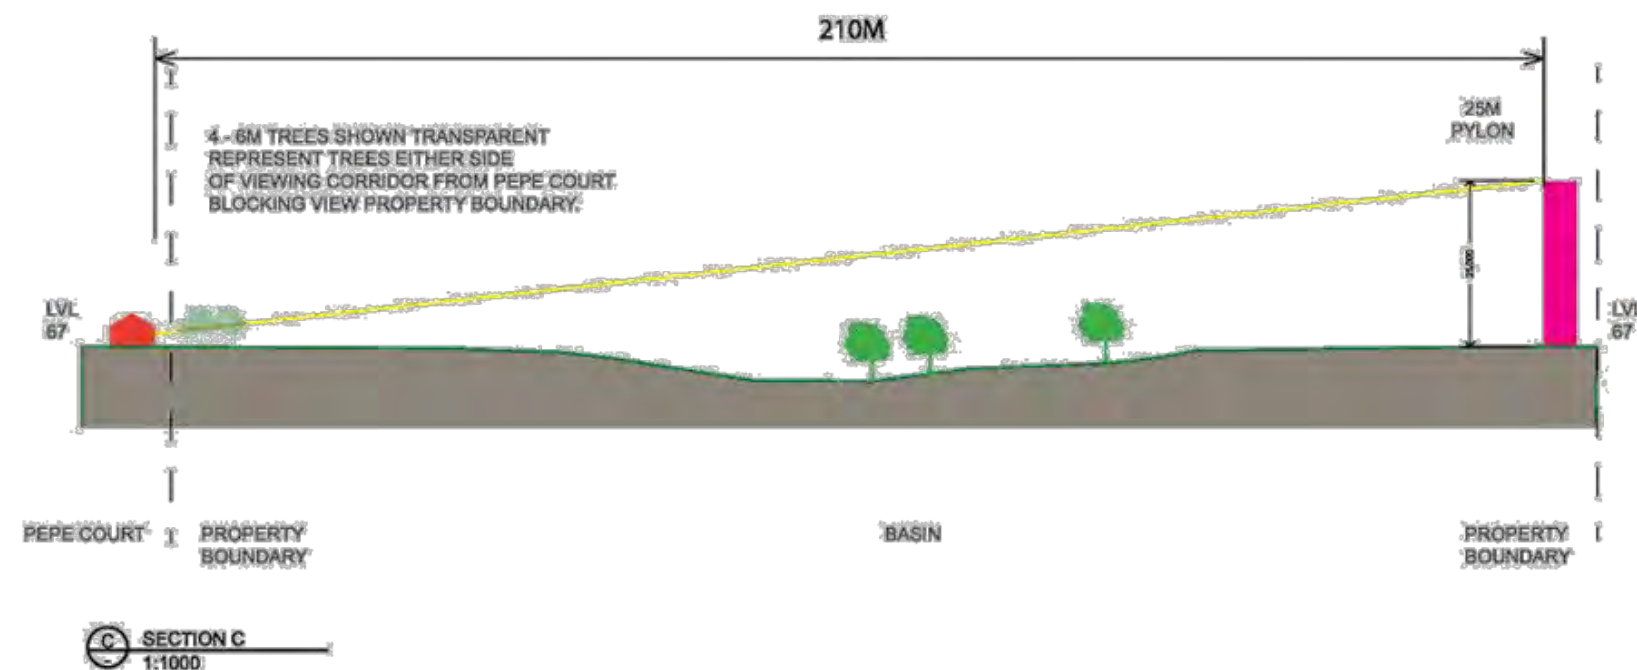 210M
25M
PYLON
4 - 6M TREES SHOWN TRANSPARENT
REPRESENT TREES EITHER SIDE
OF VIEWING CORRIDOR FROM PEPE COURT
BLOCKING VIEW PROPERTY BOUNDARY.
LVL
67
LVL
67
PEPE COURT
PROPERTY
BOUNDARY
BASIN
PROPERTY
BOUNDARY
C
SECTION C
1:1000